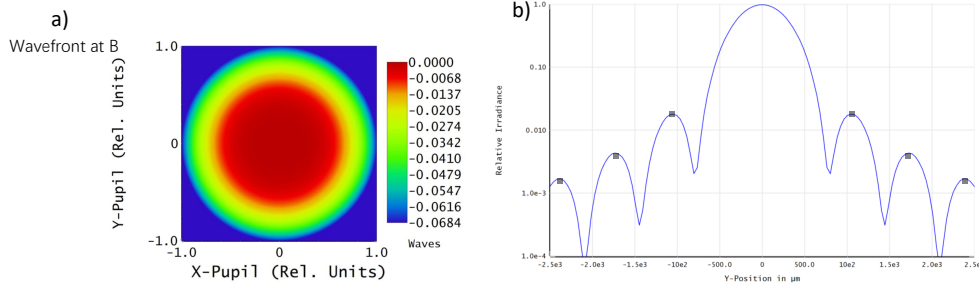 a)
Wavefront at B
Y-Pupil (Rel. Units)
1.0
0
-1.0
-1.0
0
1.0
X-Pupil (Rel. Units)
0.0000
-0.0068
-0.0137
-0.0205
-0.0274
-0.0342
-0.0410
-0.0479
-0.0547
-0.0616
-0.0684
Waves
b)
Relative Irradiance
1.0
0.10
0.010
1.0e-3
1.0e-4
-2.5e3
-2.0e3
-1.5e3
-10e2
-500.0
0
500.0
10e2
1.5e3
2.0e3
2.5e
Y-Position in µm